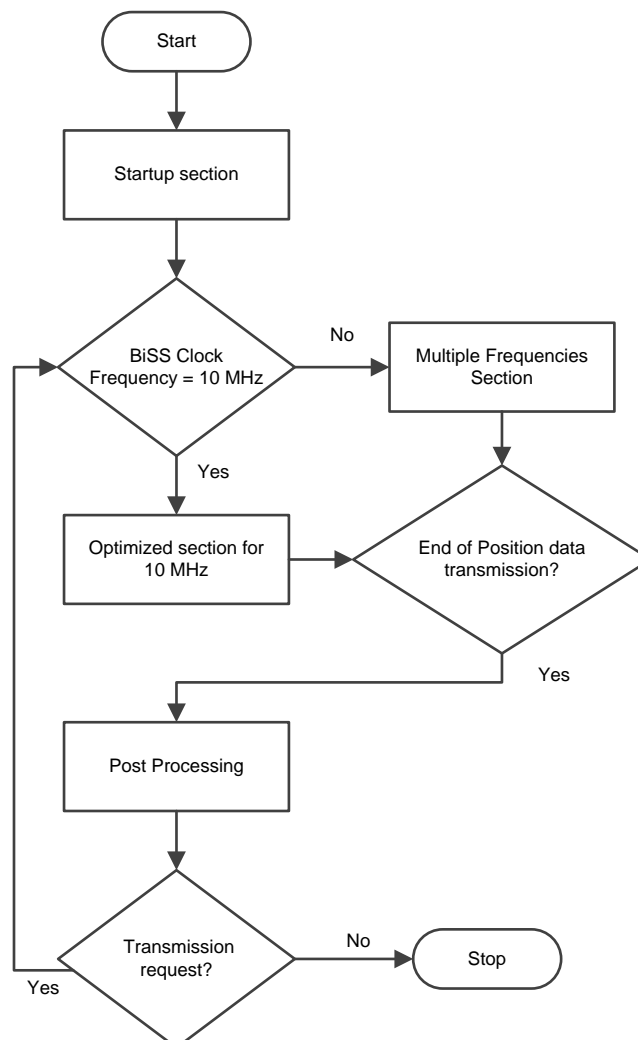 Start
Startup section
BiSS Clock
Frequency = 10 MHz
No
Multiple Frequencies
Section
Yes
Optimized section for
10 MHz
End of Position data
transmission?
Yes
Post Processing
Transmission
request?
No
Stop
Yes